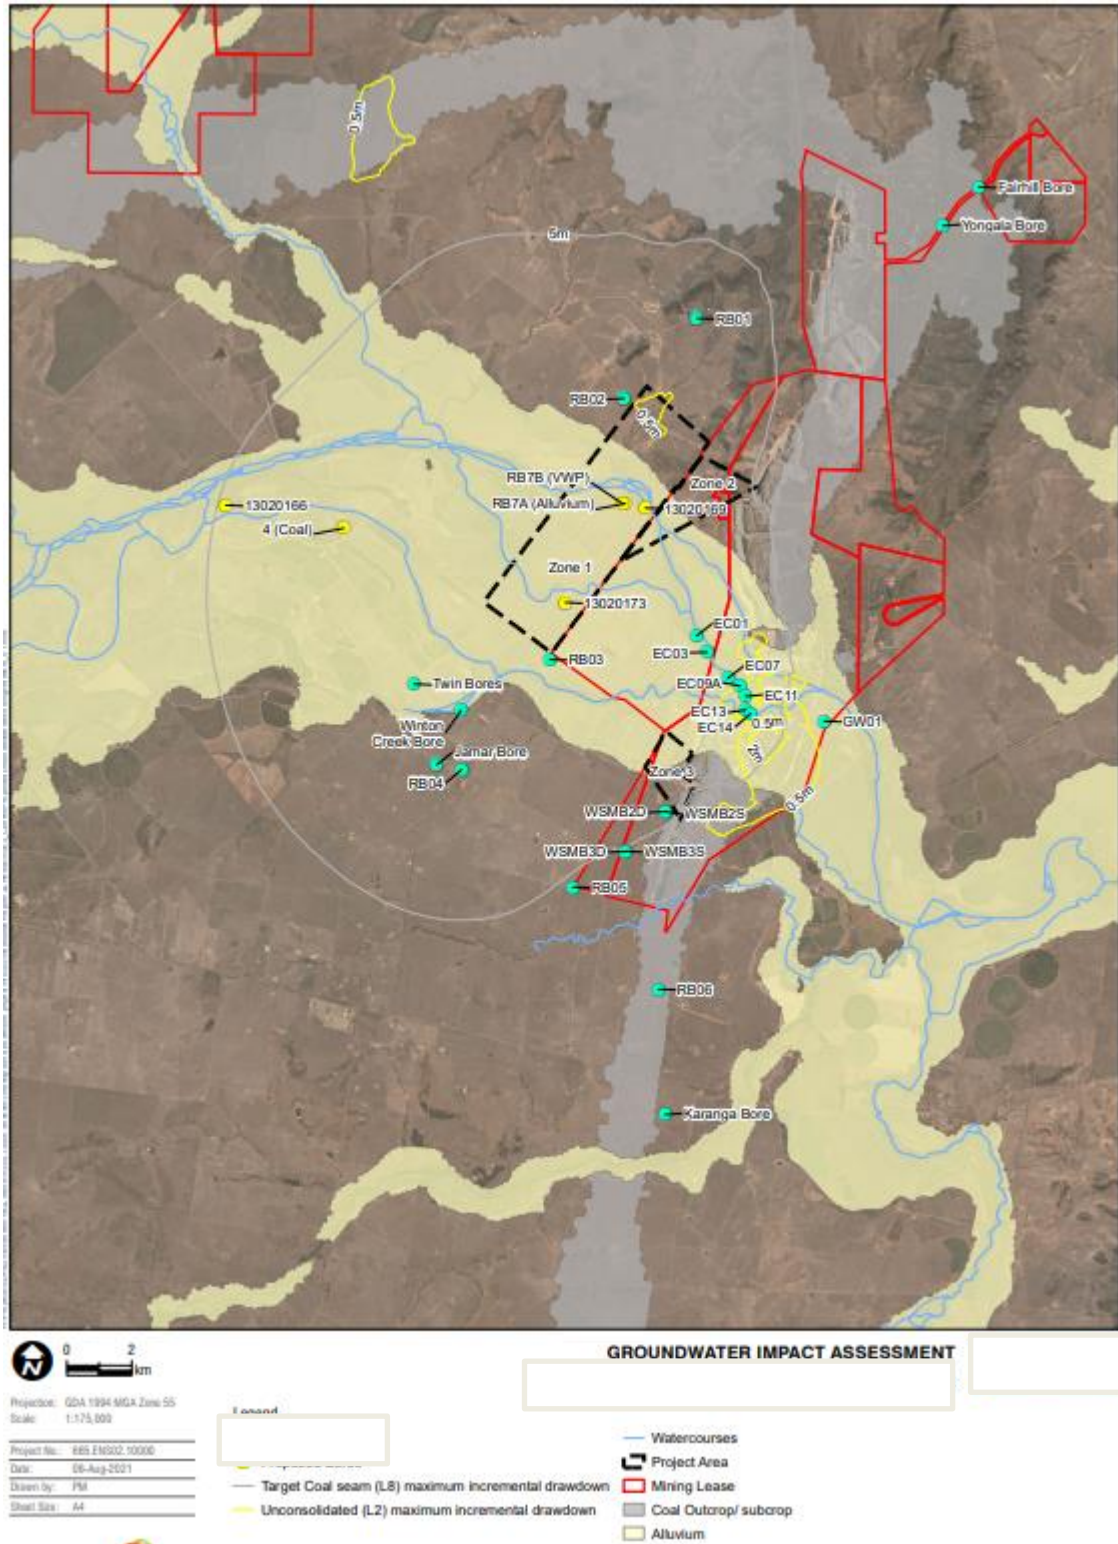 0.5m
Fairhill Bore
Yongala Bore
5m
RB01
RB02
0.5m
RB7B (VWP)
Zone 2
RB7A (Alluvium)
13020169
13020166
4 (Coal)
Zone 1
13020173
EC01
EC03
RB03
EC07
EC09A
EC11
Twin Bores
EC13
EC14
0.5m
GW01
Winton
Creek Bore
2m
Jamar Bore
RB04
Zone 3
0.5m
WSMB2D
WSMB2S
WSMB3D
WSMB3S
RB05
RB06
Karanga Bore
N
0 2
km
GROUNDWATER IMPACT ASSESSMENT
Projection: GDA 1994 MGA Zone 55
Scale: 1:175,000
Project No.: 665.EN502.10000
Date: 06-Aug-2021
Drawn by: PM
Sheet Size: A4
Legend
Target Coal seam (L8) maximum incremental drawdown
Unconsolidated (L2) maximum incremental drawdown
Watercourses
Project Area
Mining Lease
Coal Outcrop/ subcrop
Alluvium